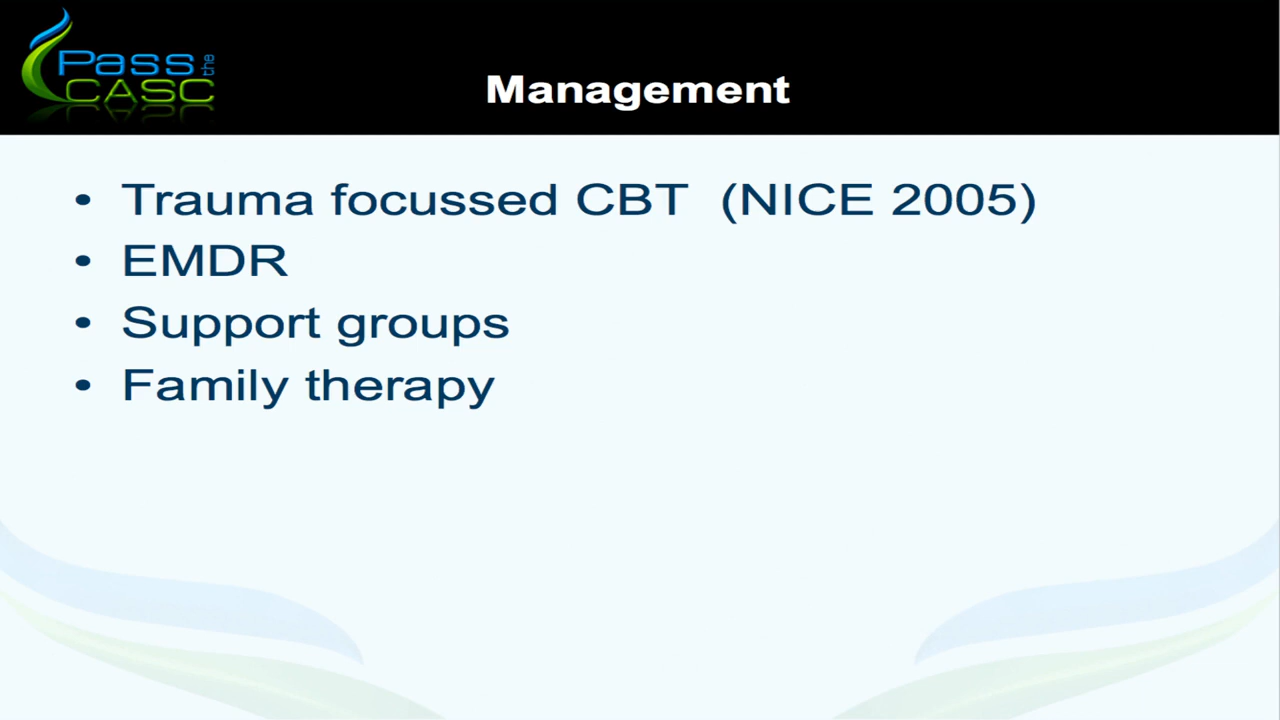 Pass the
CASC
Management
• Trauma focussed CBT (NICE 2005)
• EMDR
• Support groups
• Family therapy